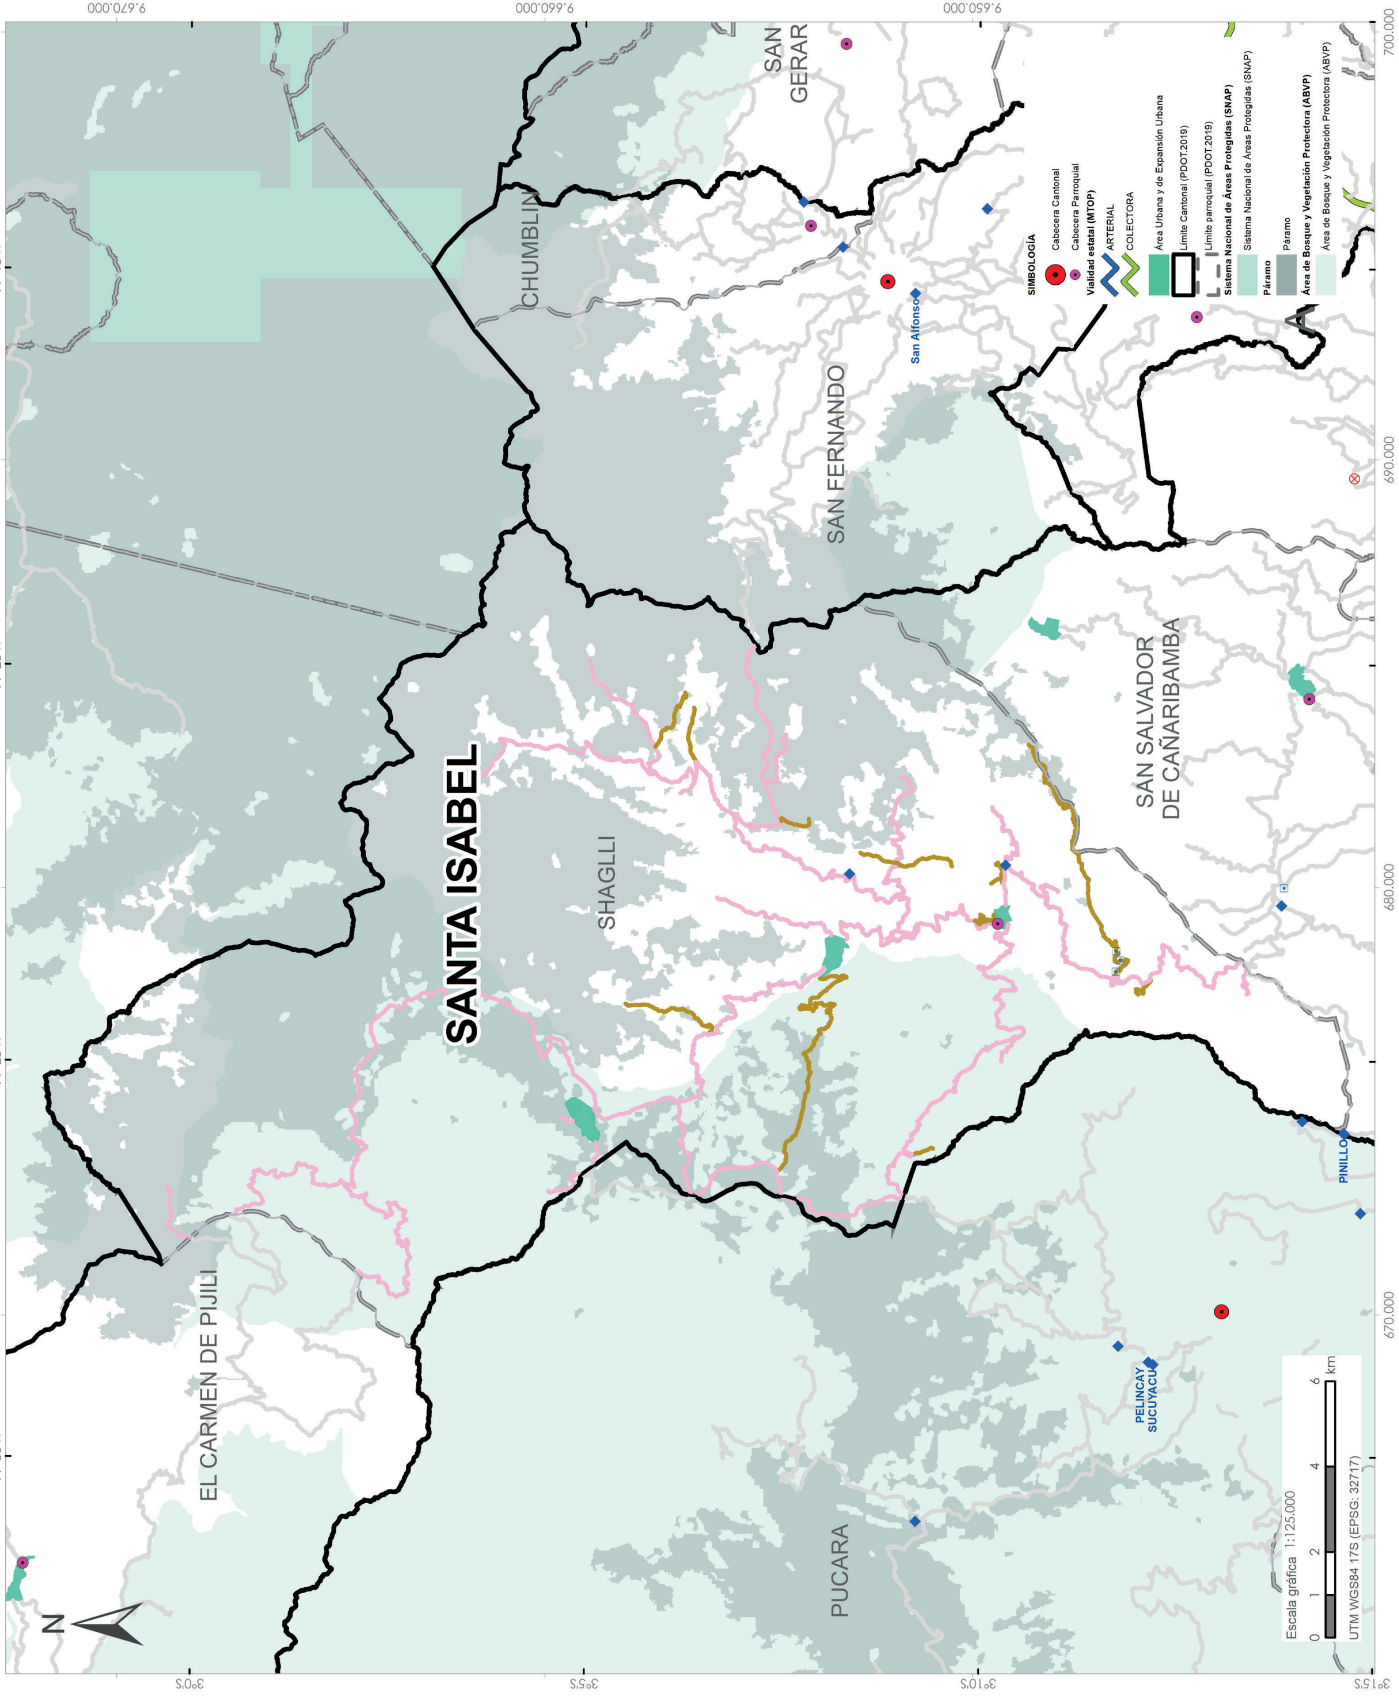 9.670.000
9.660.000
9.650.000
700.000
690.000
680.000
670.000
3°0'S
3°5'S
3°10'S
3°15'S
N
EL CARMEN DE PIJILI
SANTA ISABEL
SHAGLLI
CHUMBLIN
SAN
GERAR
SAN FERNANDO
San Alfonso
SAN SALVADOR
DE CAÑARIBAMBA
PUCARA
PELINCAY
SUCUYACU
PINILLO
A
SIMBOLOGÍA
Cabecera Cantonal
Cabecera Parroquial
Vialidad estatal (MTOP)
ARTERIAL
COLECTORA
Área Urbana y de Expansión Urbana
Límite Cantonal (PDOT.2019)
Límite parroquial (PDOT.2019)
Sistema Nacional de Áreas Protegidas (SNAP)
Sistema Nacional de Áreas Protegidas (SNAP)
Páramo
Páramo
Área de Bosque y Vegetación Protectora (ABVP)
Área de Bosque y Vegetación Protectora (ABVP)
Escala gráfica 1:125.000
0 1 2 4 6
km
UTM WGS84 17S (EPSG: 32717)